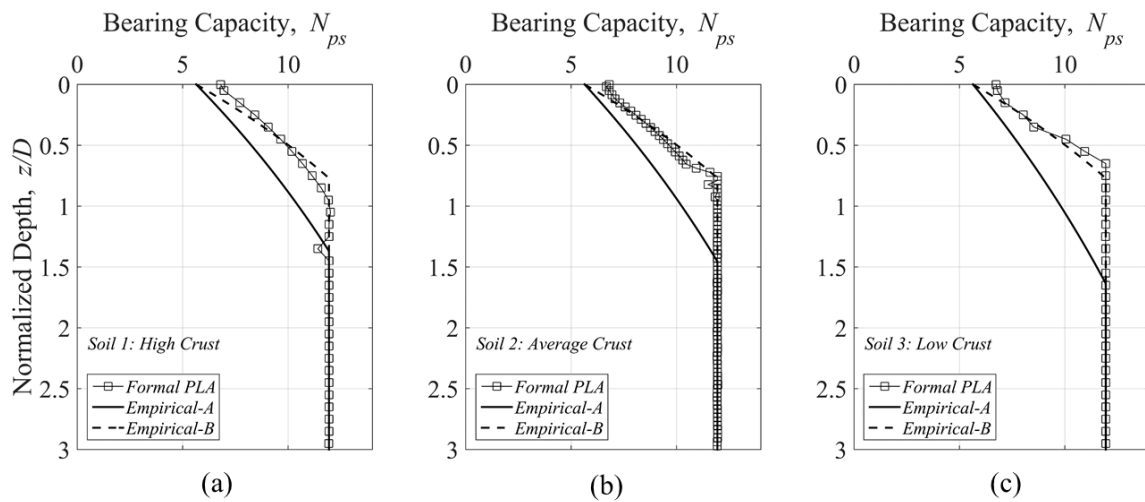 Bearing Capacity, N_ps
0 5 10
0
0.5
1
1.5
2
2.5
3
Normalized Depth, z/D
Soil 1: High Crust
Formal PLA
Empirical-A
Empirical-B
(a)
Bearing Capacity, N_ps
0 5 10
0
0.5
1
1.5
2
2.5
3
Soil 2: Average Crust
Formal PLA
Empirical-A
Empirical-B
(b)
Bearing Capacity, N_ps
0 5 10
0
0.5
1
1.5
2
2.5
3
Soil 3: Low Crust
Formal PLA
Empirical-A
Empirical-B
(c)